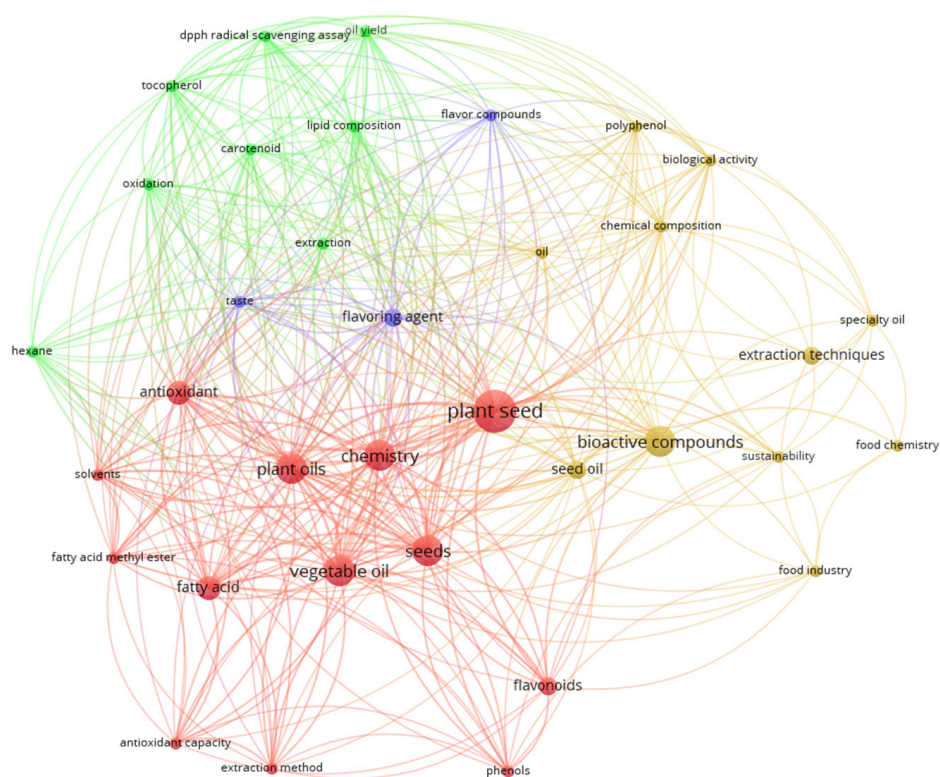 dpph radical scavenging assay
oil yield
tocopherol
flavor compounds
lipid composition
polyphenol
carotenoid
biological activity
oxidation
chemical composition
extraction
oil
taste
flavoring agent
specialty oil
hexane
extraction techniques
antioxidant
plant seed
bioactive compounds
food chemistry
chemistry
sustainability
plant oils
seed oil
solvents
seeds
fatty acid methyl ester
vegetable oil
food industry
fatty acid
flavonoids
antioxidant capacity
extraction method
phenols